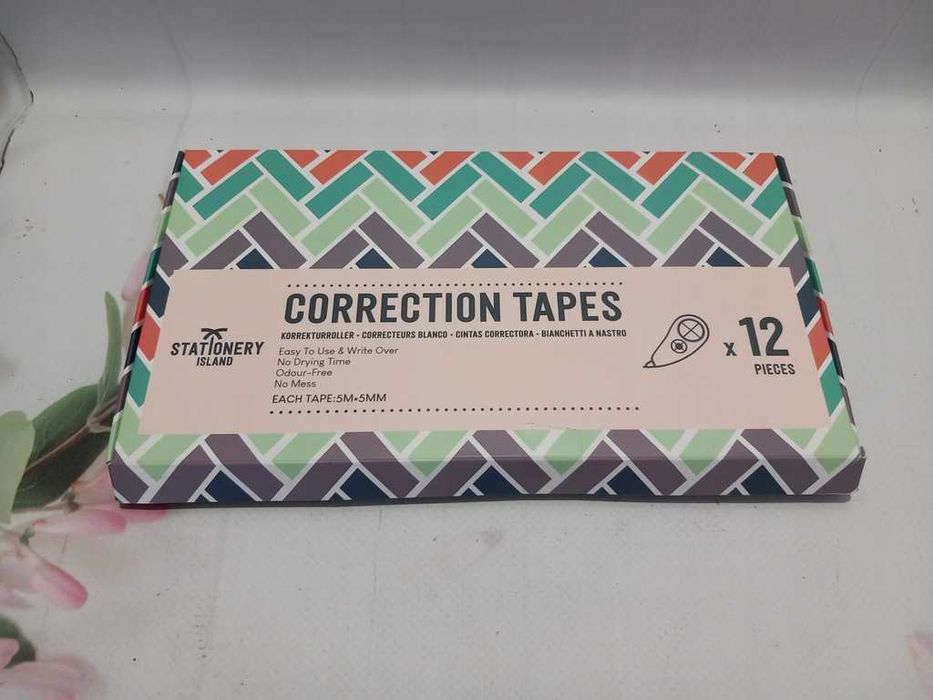 CORRECTION TAPES
KORREKTURROLLER • CORRECTEURS BLANCO • CINTAS CORRECTORA • BIANCHETTI A NASTRO
STATIONERY
ISLAND
Easy To Use & Write Over
No Drying Time
Odour-Free
No Mess
EACH TAPE:5M×5MM
x 12
PIECES